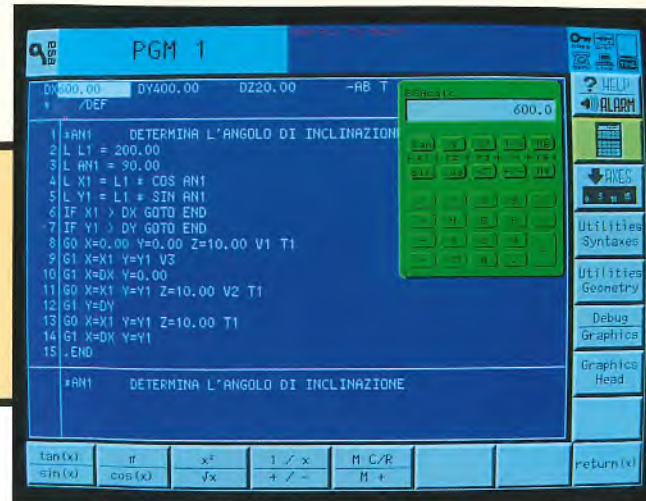 esa
PGM 1
DX600.00 DY400.00 DZ20.00 -AB T
/DEF
1 *AN1 DETERMINA L'ANGOLO DI INCLINAZIONE
2 L L1 = 200.00
3 L AN1 = 90.00
4 L X1 = L1 * COS AN1
5 L Y1 = L1 * SIN AN1
6 IF X1 > DX GOTO END
7 IF Y1 > DY GOTO END
8 G0 X=0.00 Y=0.00 Z=10.00 V1 T1
9 G1 X=X1 Y=Y1 V3
10 G1 X=DX Y=0.00
11 G0 X=X1 Y=Y1 Z=10.00 V2 T1
12 G1 Y=DY
13 G0 X=X1 Y=Y1 Z=10.00 T1
14 G1 X=DX Y=Y1
15 .END
*AN1 DETERMINA L'ANGOLO DI INCLINAZIONE
600.0
? HELP
ALARM
AXES
Utilities
Syntaxes
Utilities
Geometry
Debug
Graphics
Graphics
Head
tan(x) π x² 1 / x M C/R
sin(x) cos(x) √x + / - M + return(x)